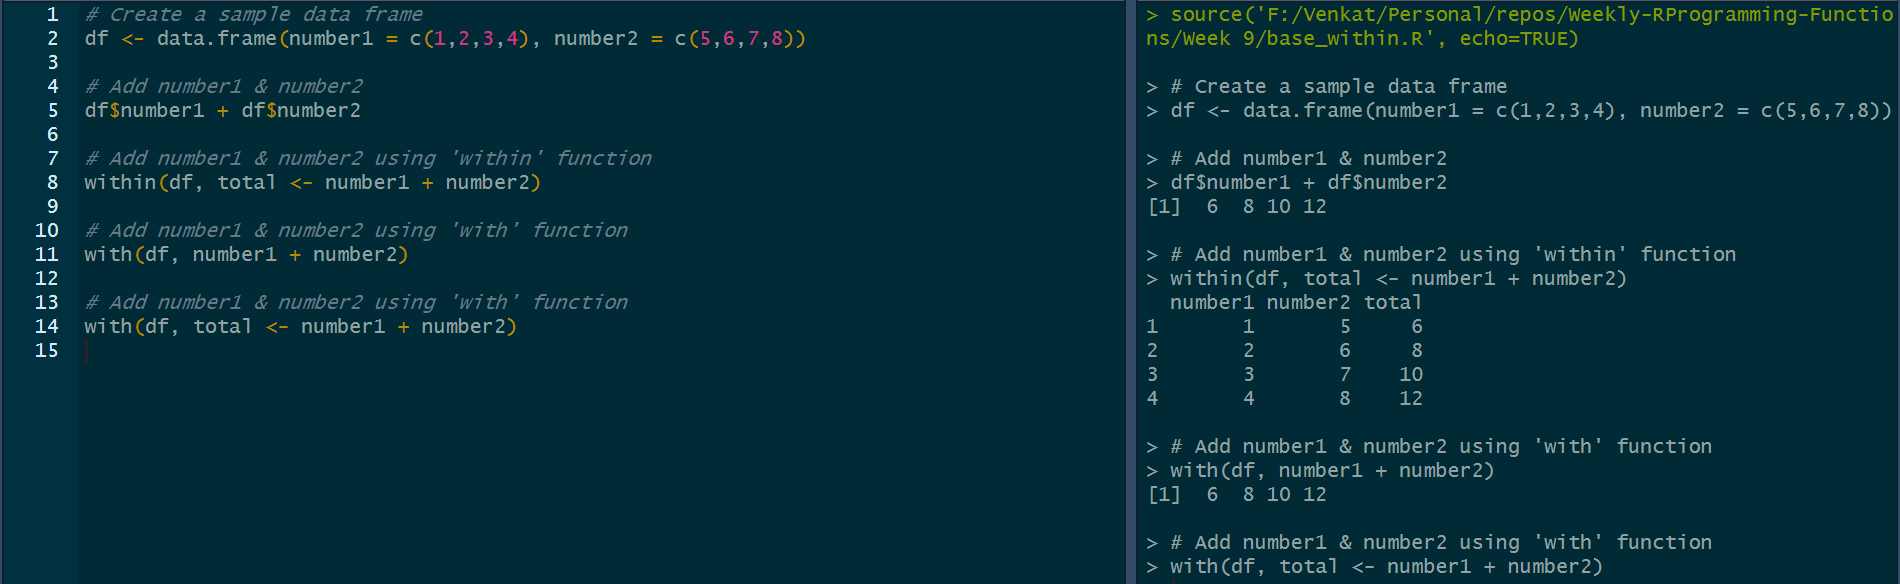 1 # Create a sample data frame
2 df <- data.frame(number1 = c(1,2,3,4), number2 = c(5,6,7,8))
3
4 # Add number1 & number2
5 df$number1 + df$number2
6
7 # Add number1 & number2 using 'within' function
8 within(df, total <- number1 + number2)
9
10 # Add number1 & number2 using 'with' function
11 with(df, number1 + number2)
12
13 # Add number1 & number2 using 'with' function
14 with(df, total <- number1 + number2)
15
> source('F:/Venkat/Personal/repos/Weekly-RProgramming-Functio
ns/Week 9/base_within.R', echo=TRUE)
> # Create a sample data frame
> df <- data.frame(number1 = c(1,2,3,4), number2 = c(5,6,7,8))
> # Add number1 & number2
> df$number1 + df$number2
[1]  6  8 10 12
> # Add number1 & number2 using 'within' function
> within(df, total <- number1 + number2)
  number1 number2 total
1       1       5     6
2       2       6     8
3       3       7    10
4       4       8    12
> # Add number1 & number2 using 'with' function
> with(df, number1 + number2)
[1]  6  8 10 12
> # Add number1 & number2 using 'with' function
> with(df, total <- number1 + number2)